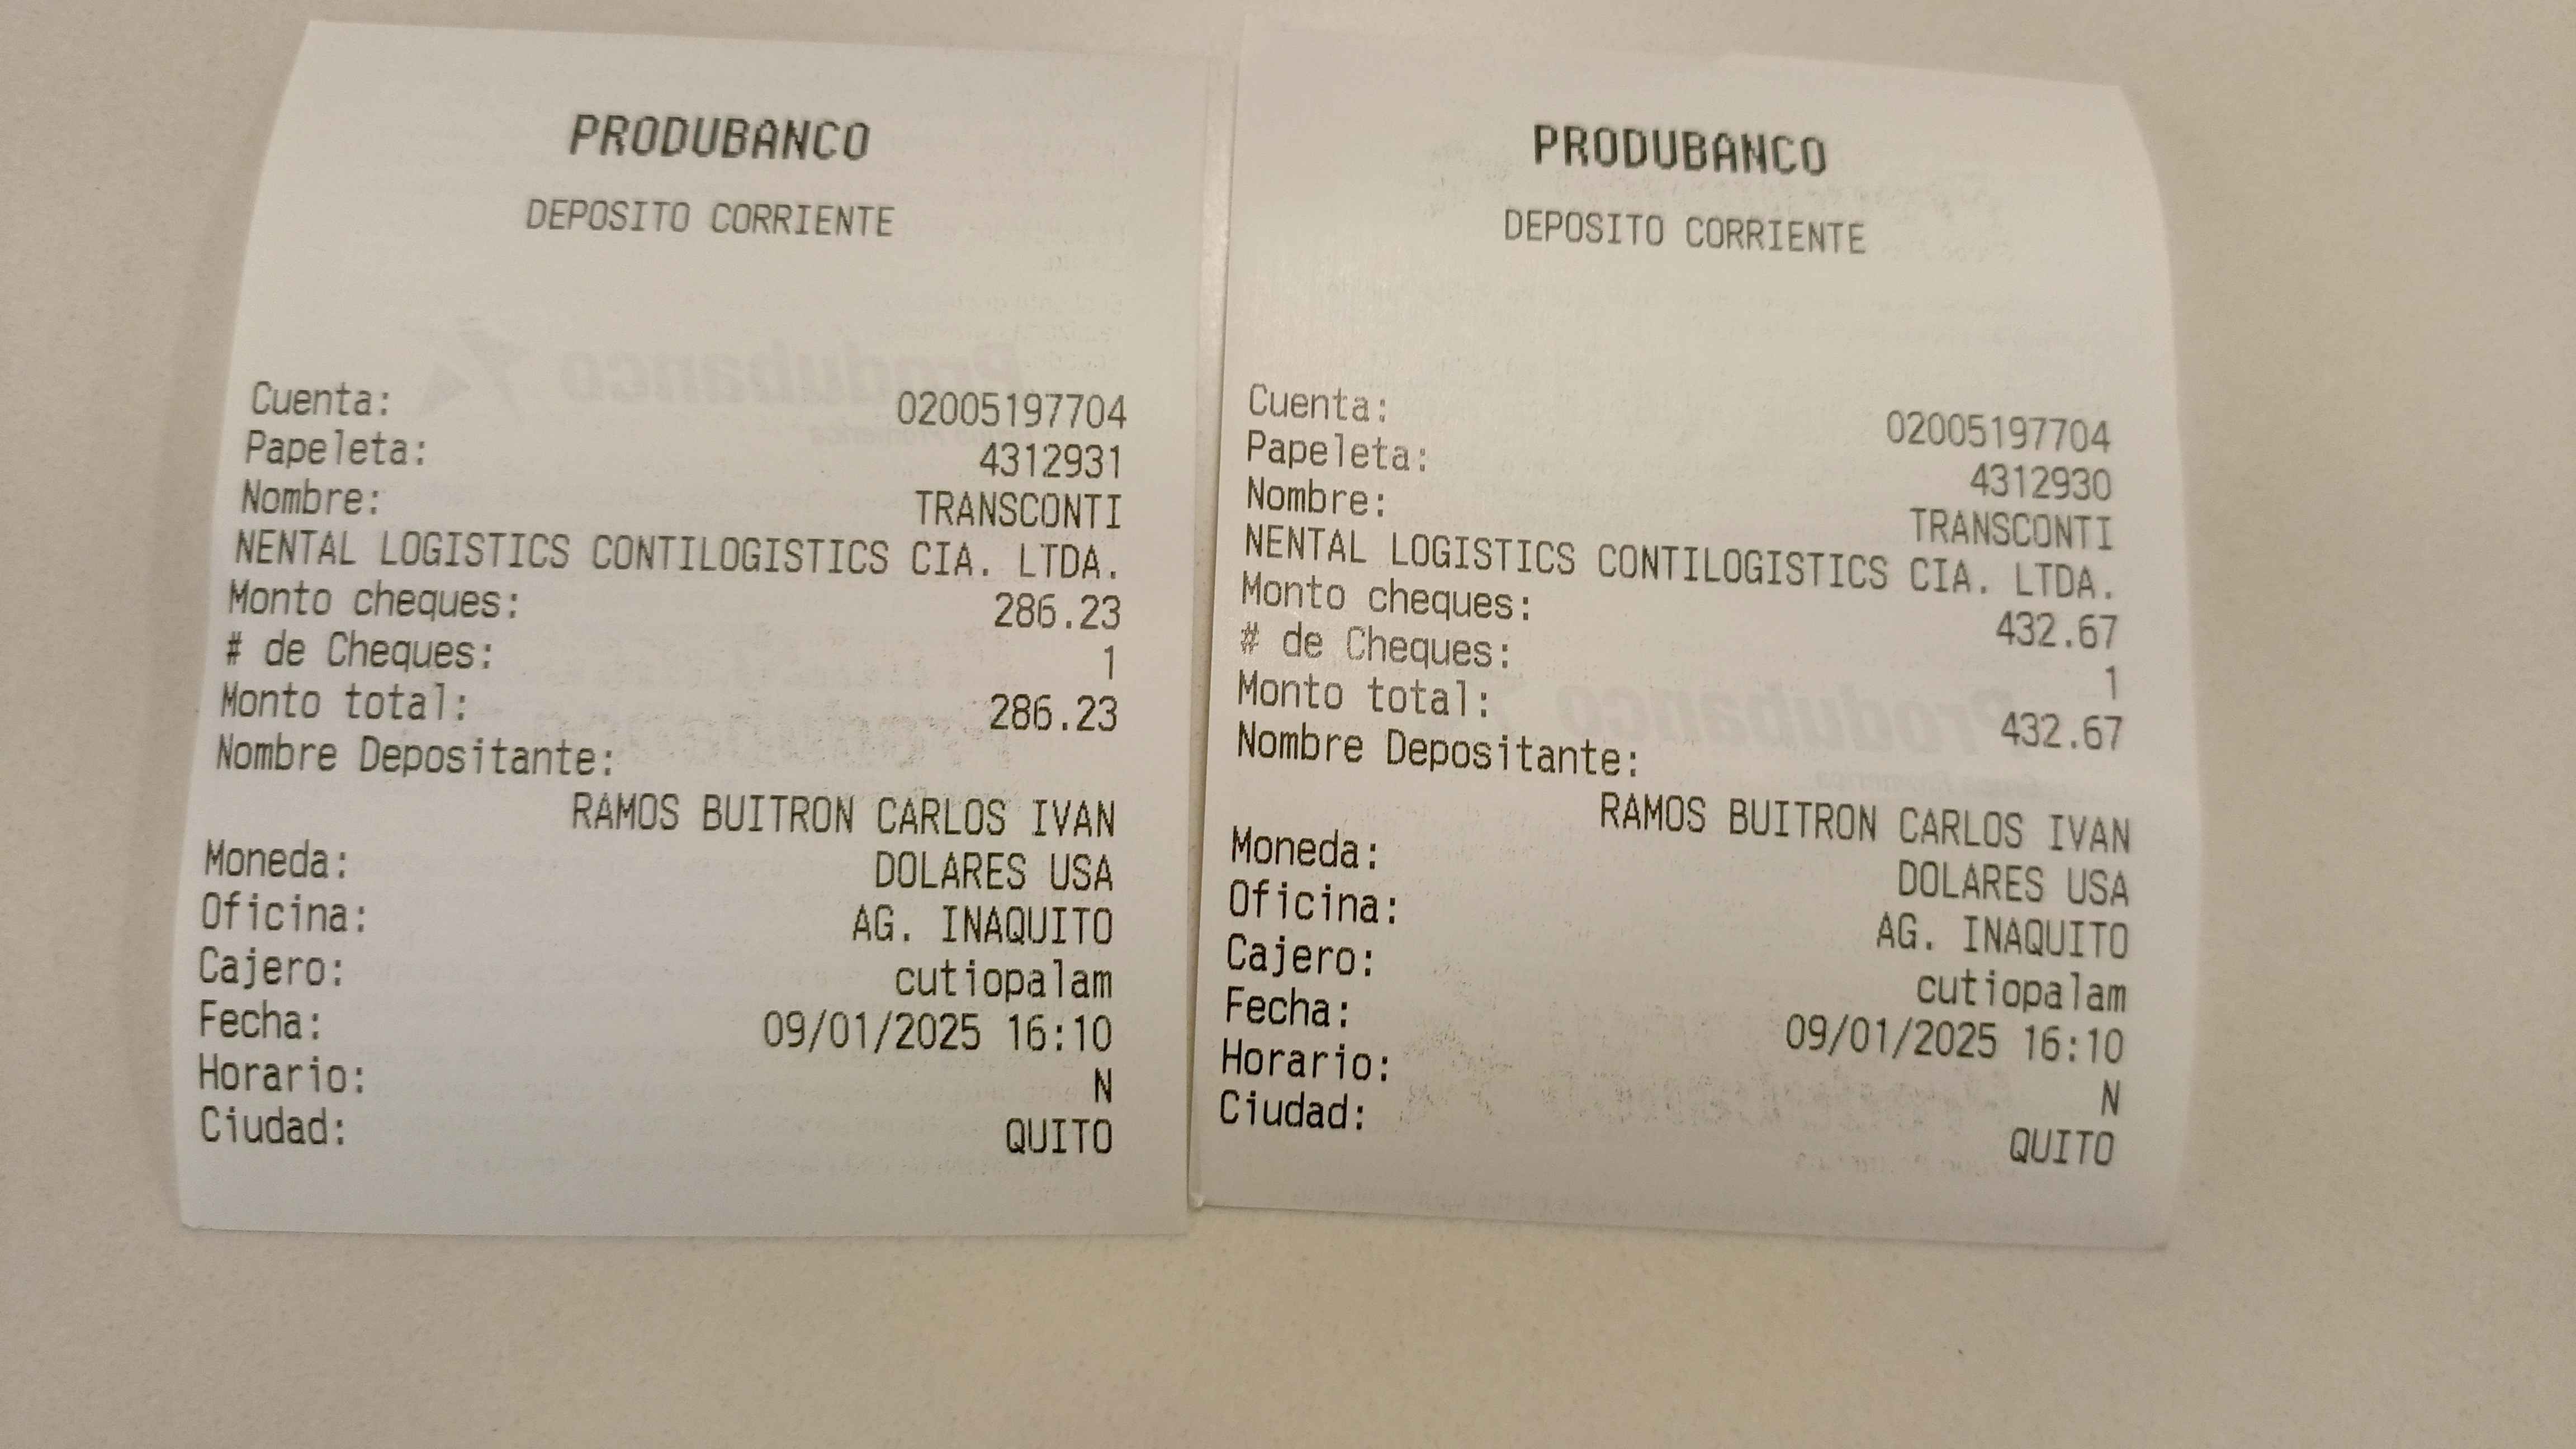 PRODUBANCO
DEPOSITO CORRIENTE
Cuenta: 02005197704
Papeleta: 4312931
Nombre: TRANSCONTI
NENTAL LOGISTICS CONTILOGISTICS CIA. LTDA.
Monto cheques: 286.23
# de Cheques: 1
Monto total: 286.23
Nombre Depositante:
RAMOS BUITRON CARLOS IVAN
Moneda: DOLARES USA
Oficina: AG. INAQUITO
Cajero: cutiopalam
Fecha: 09/01/2025 16:10
Horario: N
Ciudad: QUITO
PRODUBANCO
DEPOSITO CORRIENTE
Cuenta: 02005197704
Papeleta: 4312930
Nombre: TRANSCONTI
NENTAL LOGISTICS CONTILOGISTICS CIA. LTDA.
Monto cheques: 432.67
# de Cheques: 1
Monto total: 432.67
Nombre Depositante:
RAMOS BUITRON CARLOS IVAN
Moneda: DOLARES USA
Oficina: AG. INAQUITO
Cajero: cutiopalam
Fecha: 09/01/2025 16:10
Horario: N
Ciudad: QUITO